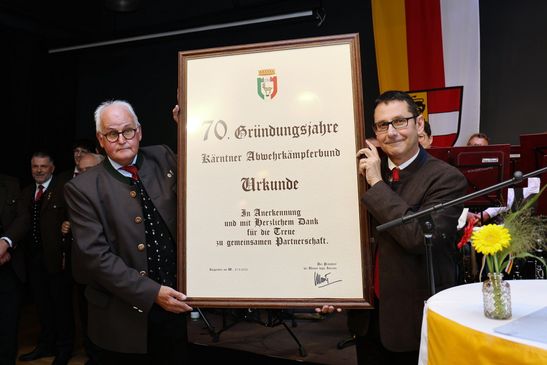 70. Gründungsjahre
Kärntner Abwehrkämpferbund
Urkunde
In Anerkennung
und mit Herzlichem Dank
für die Treue
zu gemeinsamen Partnerschaft.